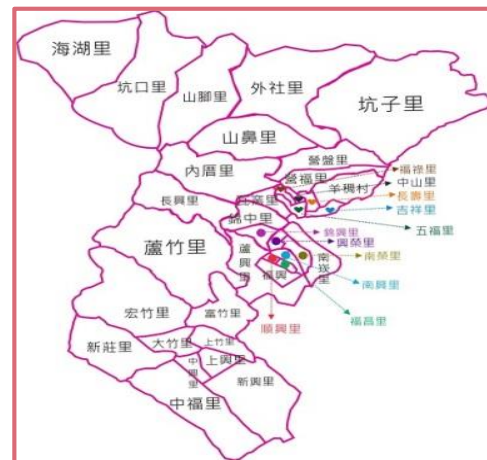 海湖里
坑口里
山腳里
外社里
坑子里
山鼻里
營盤里
內厝里
營福里
羊稠村
福祿里
中山里
長壽里
吉祥里
五福里
長興里
錦中里
錦興里
興榮里
蘆竹里
蘆興里
南崁里
南榮里
福興
南興里
福昌里
順興里
宏竹里
富竹里
新莊里
大竹里
上竹里
中興里
上興里
新興里
中福里